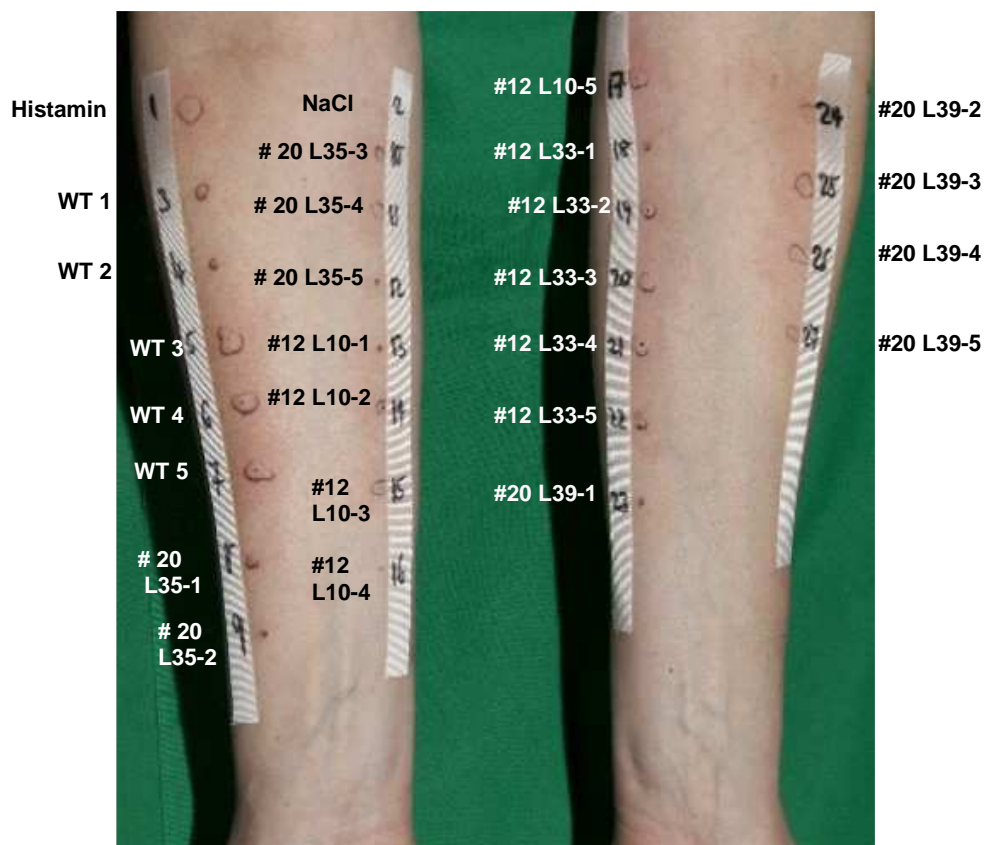 Histamin
1
WT 1
3
WT 2
4
WT 3
5
WT 4
6
WT 5
7
# 20
L35-1
8
# 20
L35-2
9
NaCl
2
# 20 L35-3
10
# 20 L35-4
11
# 20 L35-5
12
#12 L10-1
13
#12 L10-2
14
#12
L10-3
15
#12
L10-4
16
#12 L10-5
17
#12 L33-1
18
#12 L33-2
19
#12 L33-3
20
#12 L33-4
21
#12 L33-5
22
#20 L39-1
23
24
#20 L39-2
25
#20 L39-3
26
#20 L39-4
27
#20 L39-5